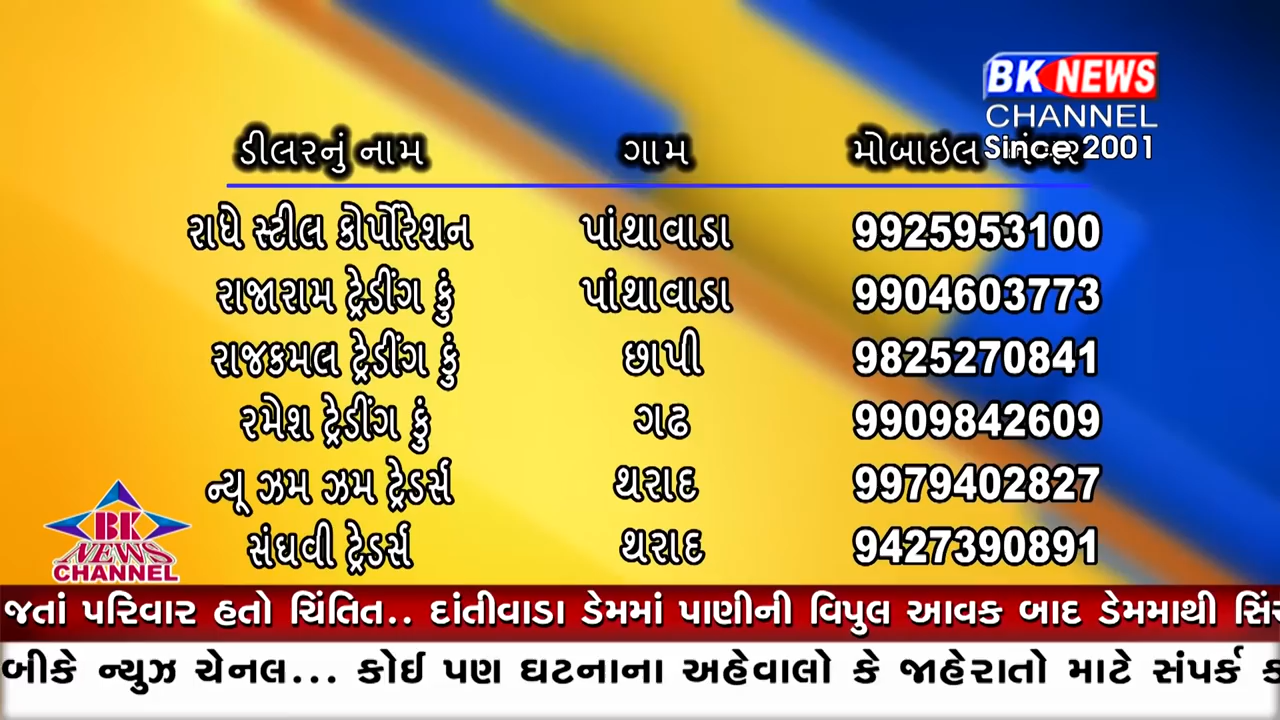 BK NEWS
CHANNEL
Since 2001
ડીલરનું નામ ગામ મોબાઇલ
રાધે સ્ટીલ કોર્પોરેશન પાંથાવાડા 9925953100
રાજારામ ટ્રેડીંગ કું પાંથાવાડા 9904603773
રાજકમલ ટ્રેડીંગ કું છાપી 9825270841
રમેશ ટ્રેડીંગ કું ગઢ 9909842609
ન્યૂ ઝમ ઝમ ટ્રેડર્સ થરાદ 9979402827
સંઘવી ટ્રેડર્સ થરાદ 9427390891
BK
NEWS
CHANNEL
જતાં પરિવાર હતો ચિંતિત.. દાંતીવાડા ડેમમાં પાણીની વિપુલ આવક બાદ ડેમમાથી
બીકે ન્યુઝ ચેનલ... કોઈ પણ ઘટનાના અહેવાલો કે જાહેરાતો માટે સંપર્ક